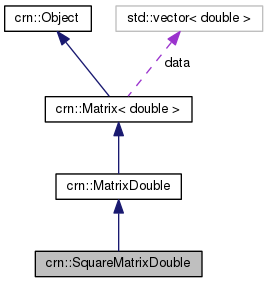 crn::Object
std::vector< double >
data
crn::Matrix< double >
crn::MatrixDouble
crn::SquareMatrixDouble